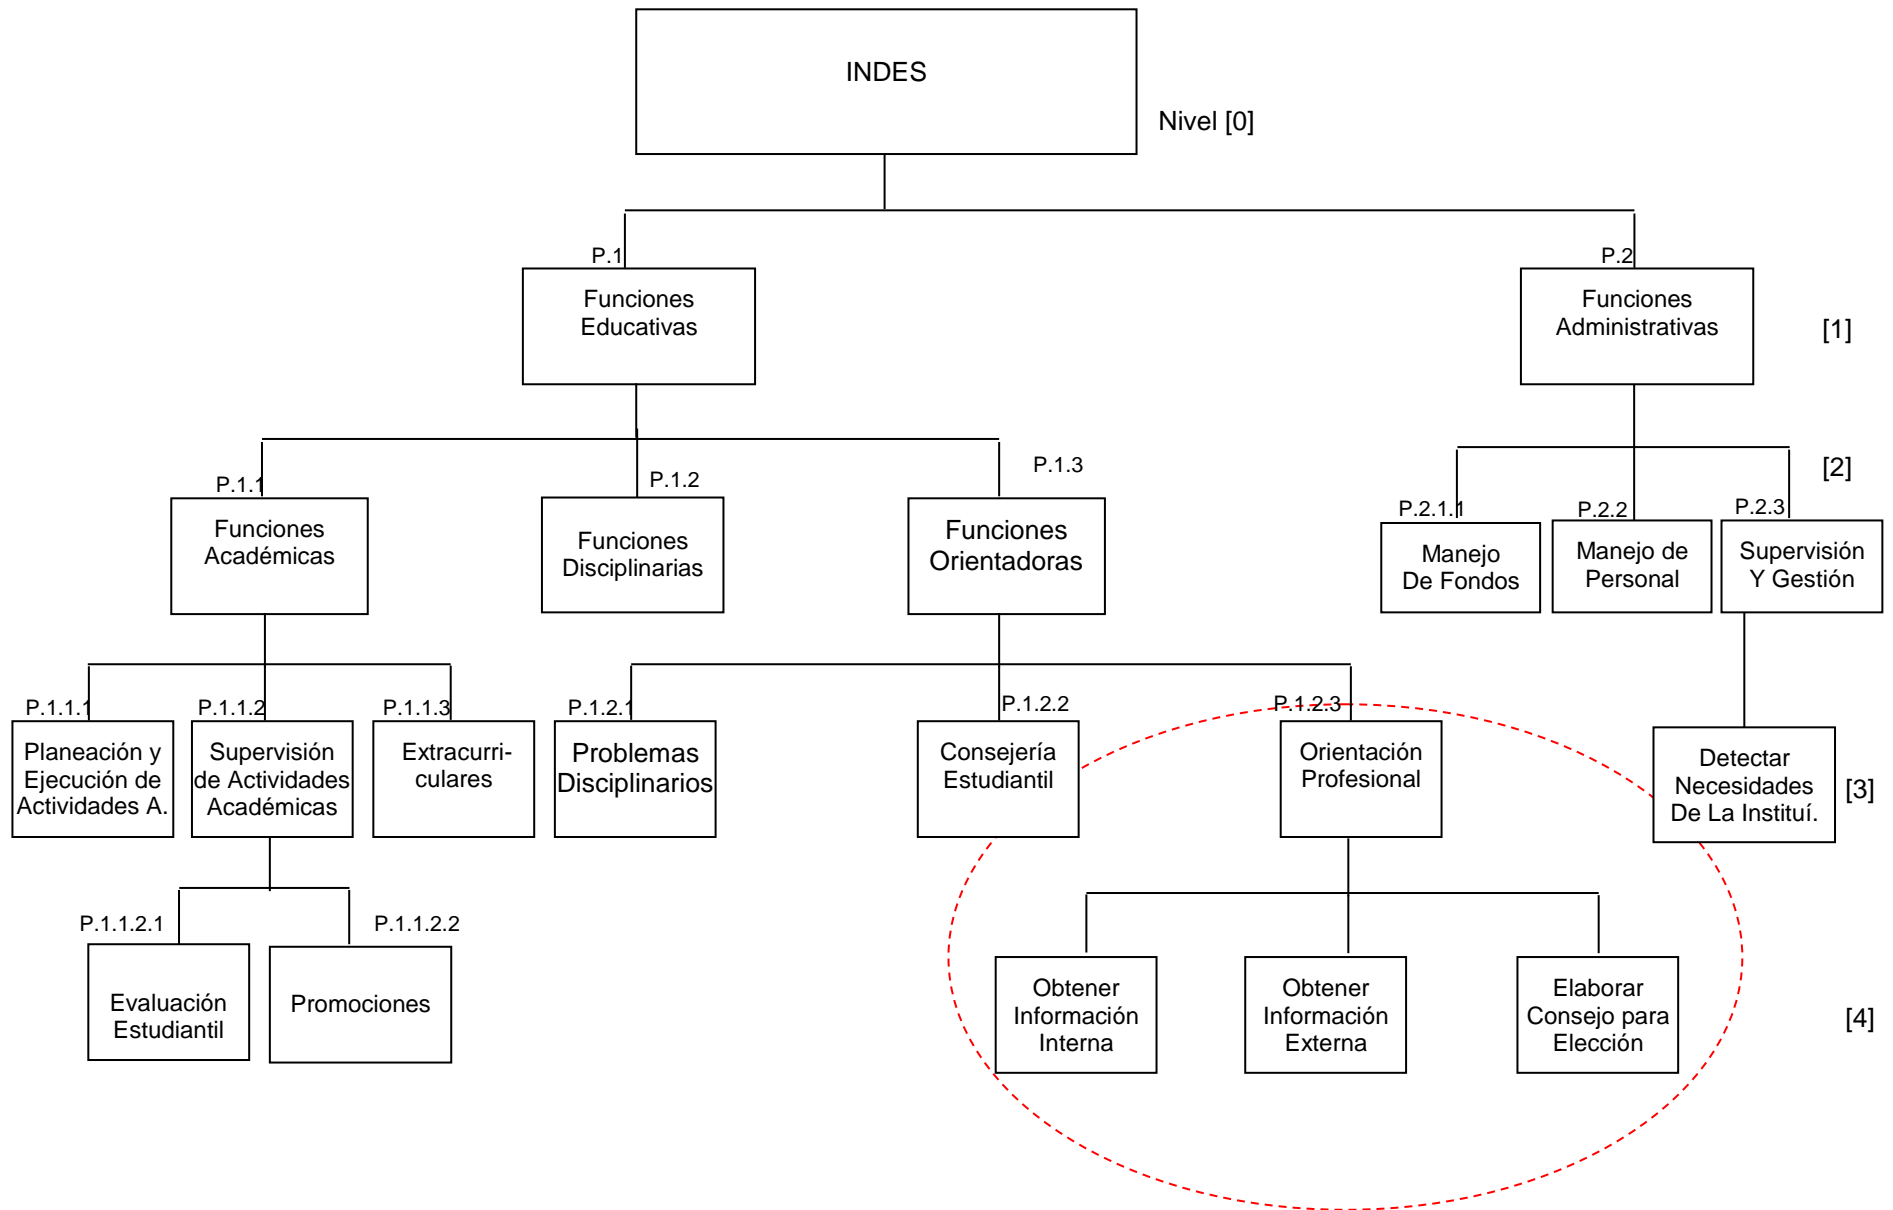 INDES
Nivel [0]
P.1
P.2
Funciones
Educativas
Funciones
Administrativas
[1]
P.1.1
P.1.2
P.1.3
[2]
P.2.1.1
P.2.2
P.2.3
Funciones
Académicas
Funciones
Disciplinarias
Funciones
Orientadoras
Manejo
De Fondos
Manejo de
Personal
Supervisión
Y Gestión
P.1.1.1
P.1.1.2
P.1.1.3
P.1.2.1
P.1.2.2
P.1.2.3
Planeación y
Ejecución de
Actividades A.
Supervisión
de Actividades
Académicas
Extracurri-
culares
Problemas
Disciplinarios
Consejería
Estudiantil
Orientación
Profesional
Detectar
Necesidades
De La Instituí.
[3]
P.1.1.2.1
P.1.1.2.2
Evaluación
Estudiantil
Promociones
Obtener
Información
Interna
Obtener
Información
Externa
Elaborar
Consejo para
Elección
[4]